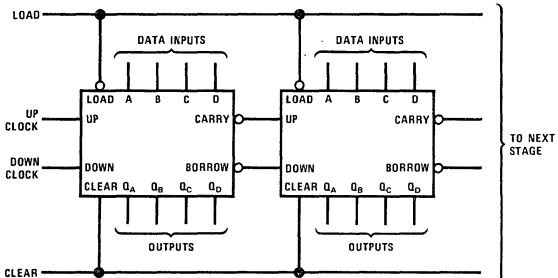 LOAD
DATA INPUTS DATA INPUTS
LOAD A B C D LOAD A B C D
UP CLOCK UP CARRY UP CARRY
TO NEXT STAGE
DOWN CLOCK DOWN BORROW DOWN BORROW
CLEAR QA QB QC QD CLEAR QA QB QC QD
OUTPUTS OUTPUTS
CLEAR